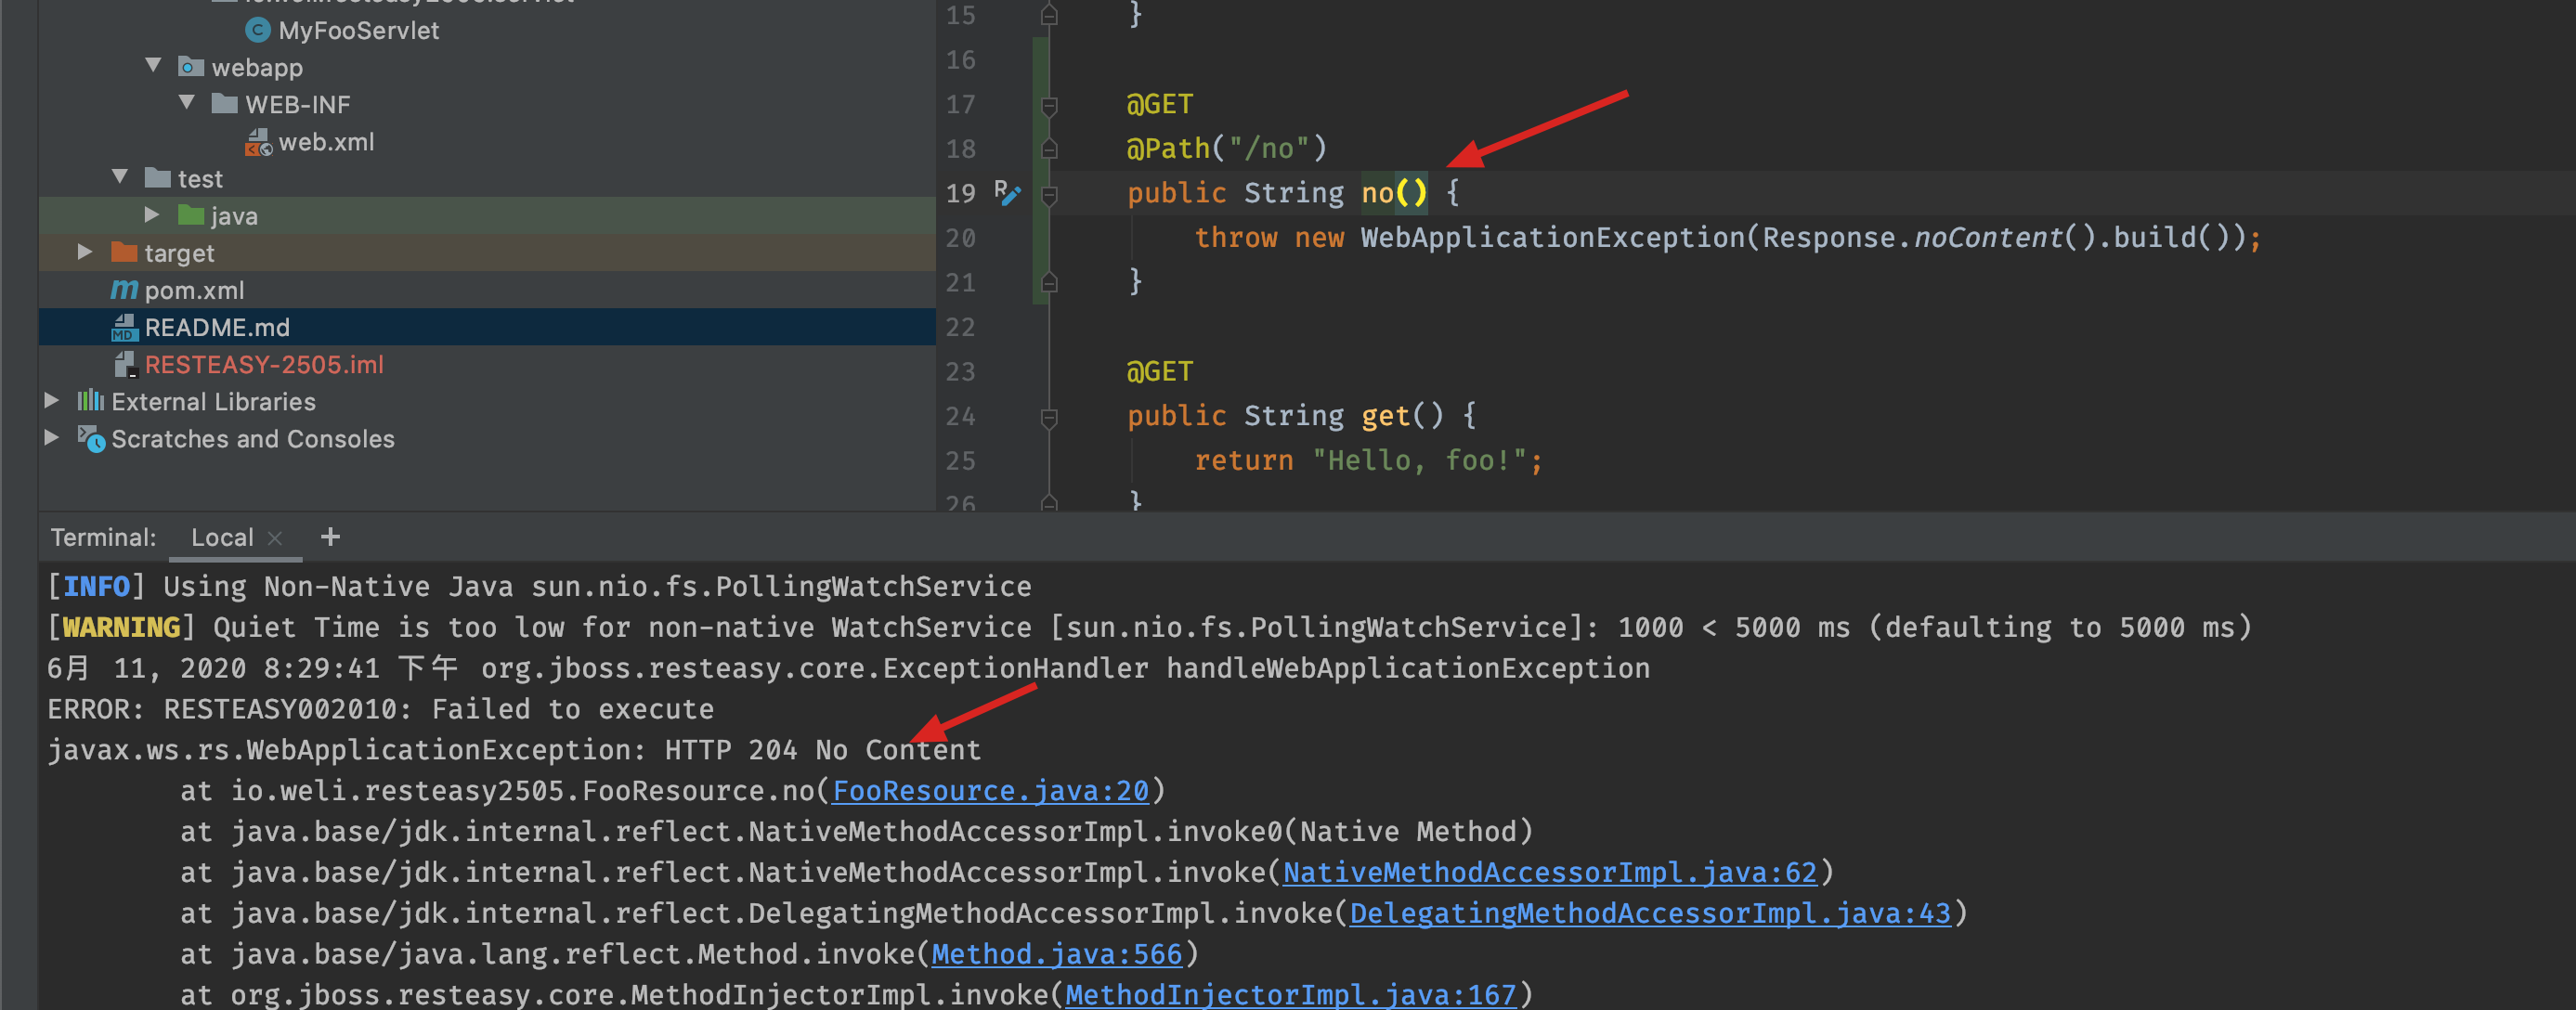 MyFooServlet
webapp
WEB-INF
web.xml
test
java
target
pom.xml
README.md
RESTEASY-2505.iml
External Libraries
Scratches and Consoles
15 }
16
17 @GET
18 @Path("/no")
19 public String no() {
20 throw new WebApplicationException(Response.noContent().build());
21 }
22
23 @GET
24 public String get() {
25 return "Hello, foo!";
26 }
Terminal: Local × +
[INFO] Using Non-Native Java sun.nio.fs.PollingWatchService
[WARNING] Quiet Time is too low for non-native WatchService [sun.nio.fs.PollingWatchService]: 1000 < 5000 ms (defaulting to 5000 ms)
6月 11, 2020 8:29:41 下午 org.jboss.resteasy.core.ExceptionHandler handleWebApplicationException
ERROR: RESTEASY002010: Failed to execute
javax.ws.rs.WebApplicationException: HTTP 204 No Content
at io.weli.resteasy2505.FooResource.no(FooResource.java:20)
at java.base/jdk.internal.reflect.NativeMethodAccessorImpl.invoke0(Native Method)
at java.base/jdk.internal.reflect.NativeMethodAccessorImpl.invoke(NativeMethodAccessorImpl.java:62)
at java.base/jdk.internal.reflect.DelegatingMethodAccessorImpl.invoke(DelegatingMethodAccessorImpl.java:43)
at java.base/java.lang.reflect.Method.invoke(Method.java:566)
at org.jboss.resteasy.core.MethodInjectorImpl.invoke(MethodInjectorImpl.java:167)